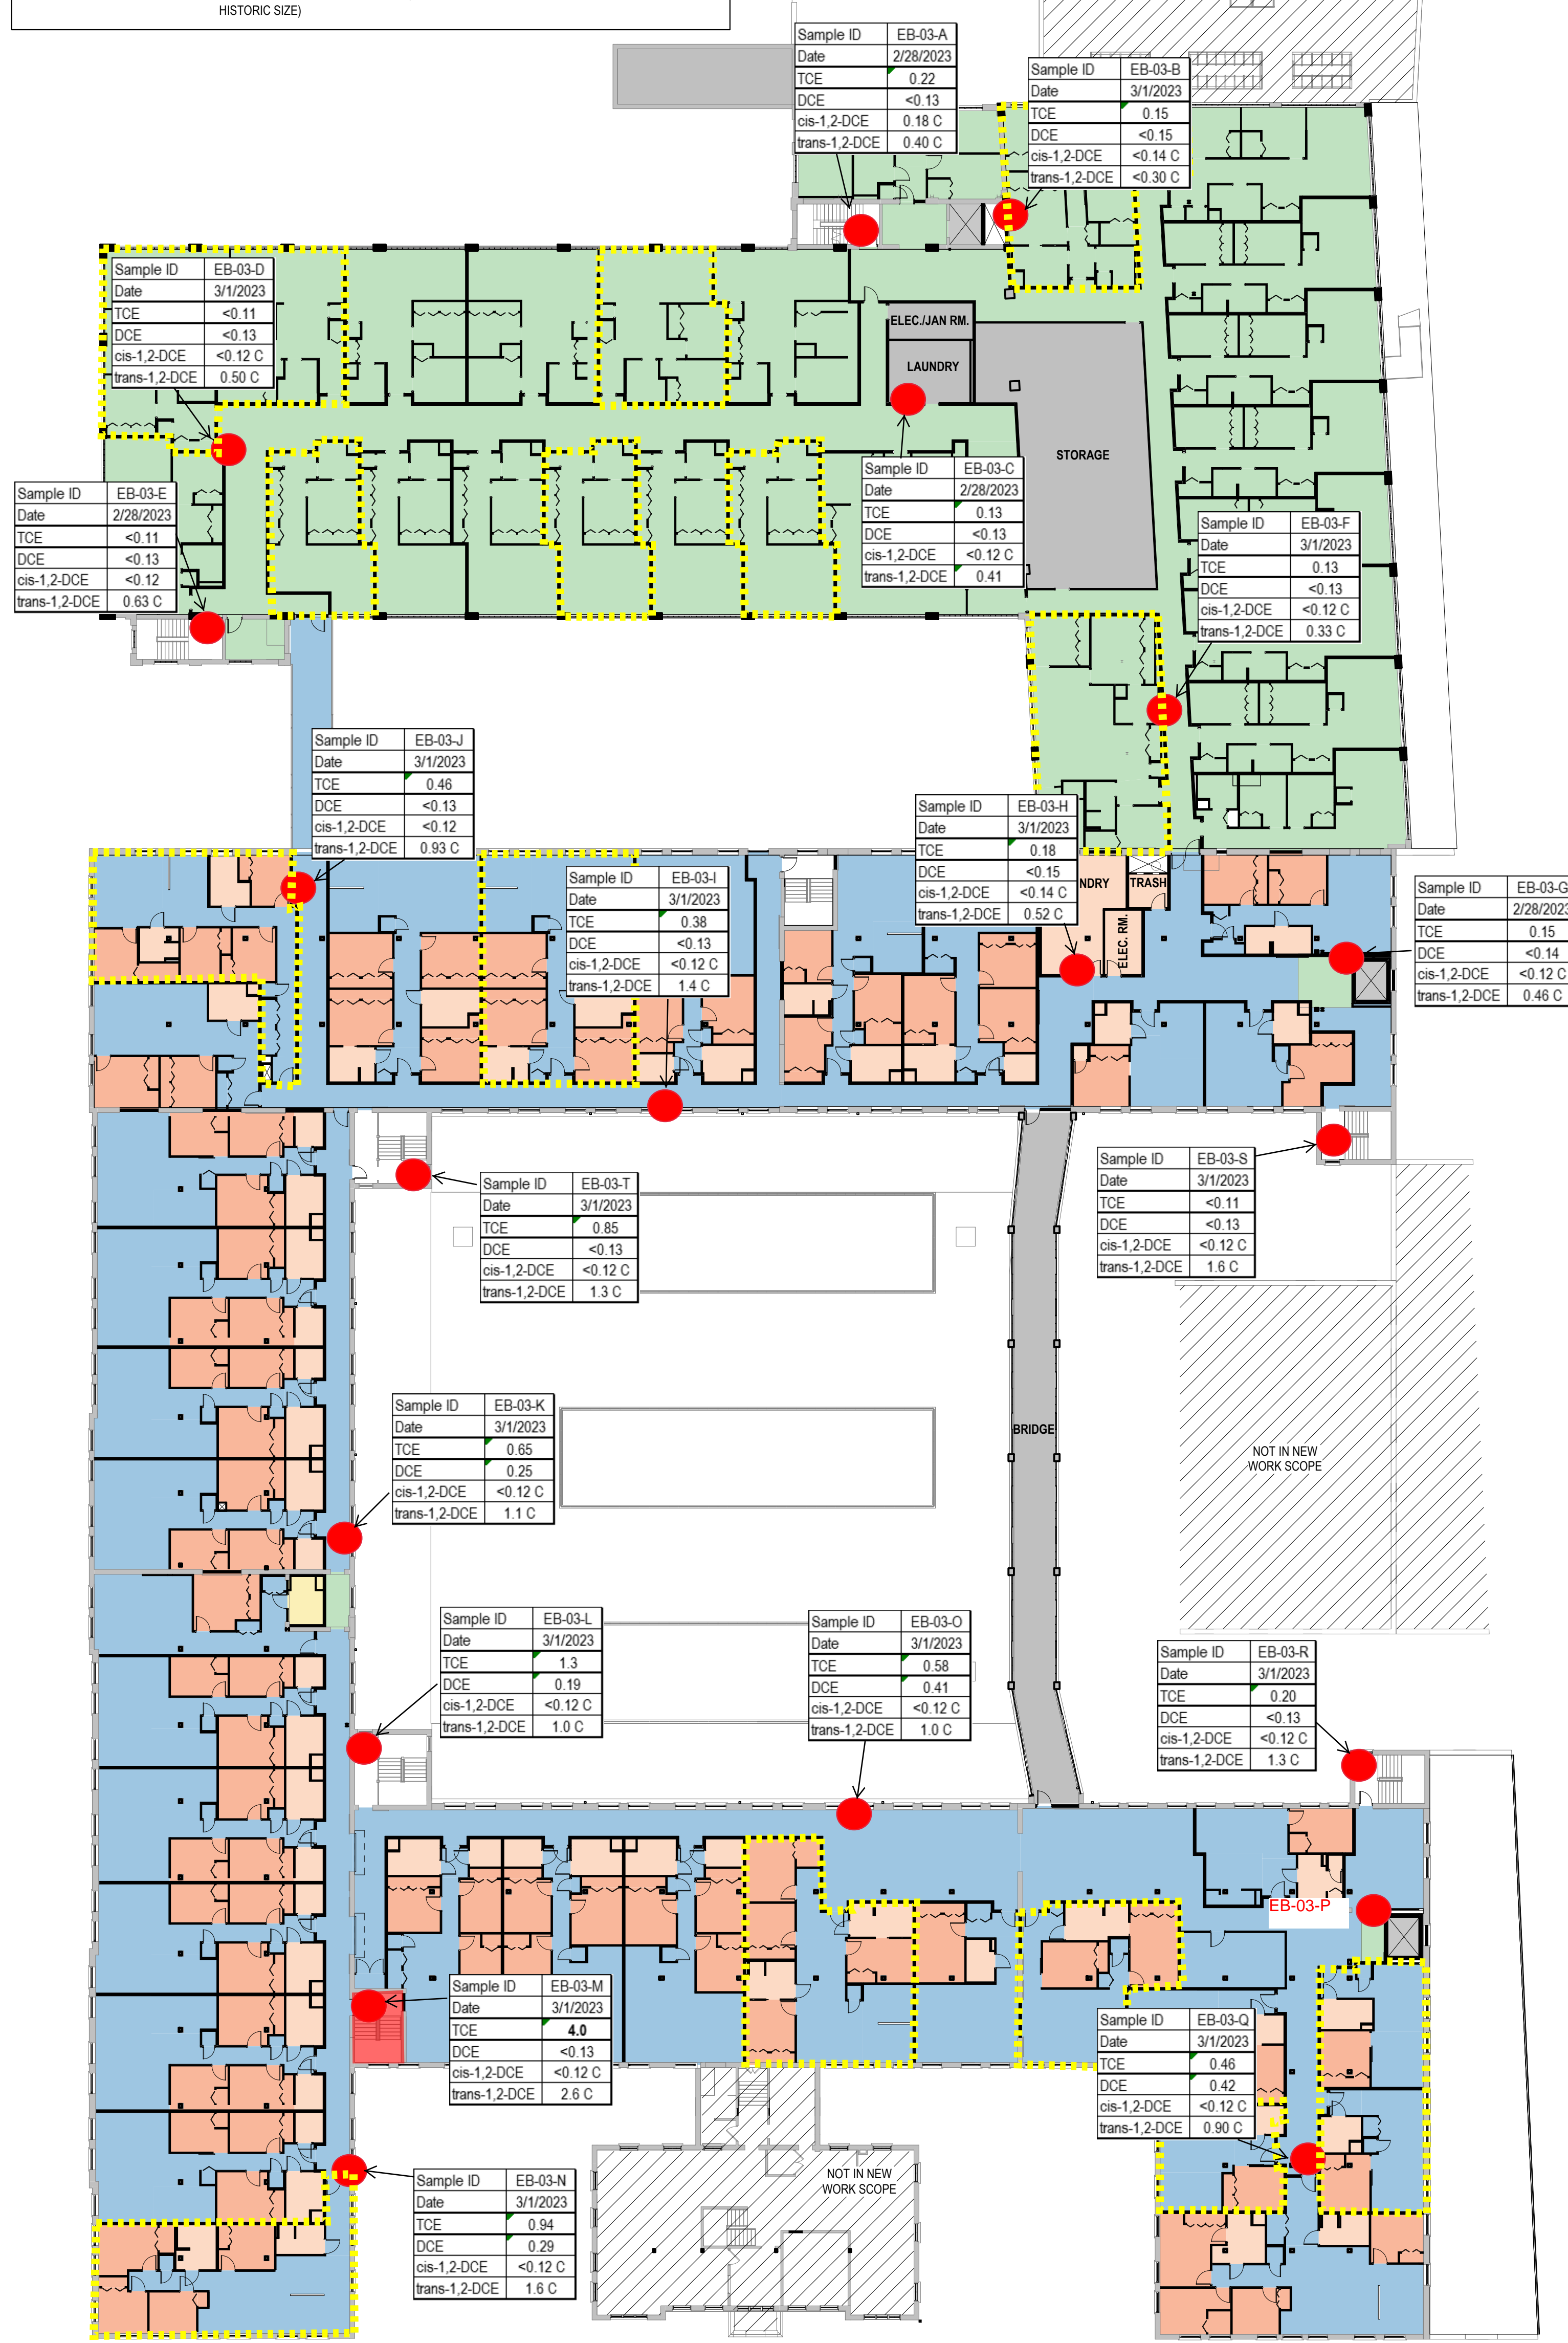 HISTORIC SIZE)
Sample ID EB-03-A
Date 2/28/2023
TCE 0.22
DCE <0.13
cis-1,2-DCE 0.18 C
trans-1,2-DCE 0.40 C
Sample ID EB-03-B
Date 3/1/2023
TCE 0.15
DCE <0.15
cis-1,2-DCE <0.14 C
trans-1,2-DCE <0.30 C
Sample ID EB-03-D
Date 3/1/2023
TCE <0.11
DCE <0.13
cis-1,2-DCE <0.12 C
trans-1,2-DCE 0.50 C
ELEC./JAN RM.
LAUNDRY
STORAGE
Sample ID EB-03-C
Date 2/28/2023
TCE 0.13
DCE <0.13
cis-1,2-DCE <0.12 C
trans-1,2-DCE 0.41
Sample ID EB-03-E
Date 2/28/2023
TCE <0.11
DCE <0.13
cis-1,2-DCE <0.12
trans-1,2-DCE 0.63 C
Sample ID EB-03-F
Date 3/1/2023
TCE 0.13
DCE <0.13
cis-1,2-DCE <0.12 C
trans-1,2-DCE 0.33 C
Sample ID EB-03-J
Date 3/1/2023
TCE 0.46
DCE <0.13
cis-1,2-DCE <0.12
trans-1,2-DCE 0.93 C
Sample ID EB-03-H
Date 3/1/2023
TCE 0.18
DCE <0.15
cis-1,2-DCE <0.14 C
trans-1,2-DCE 0.52 C
NDRY
TRASH
ELEC. RM.
Sample ID EB-03-I
Date 3/1/2023
TCE 0.38
DCE <0.13
cis-1,2-DCE <0.12 C
trans-1,2-DCE 1.4 C
Sample ID EB-03-G
Date 2/28/2023
TCE 0.15
DCE <0.14
cis-1,2-DCE <0.12 C
trans-1,2-DCE 0.46 C
Sample ID EB-03-T
Date 3/1/2023
TCE 0.85
DCE <0.13
cis-1,2-DCE <0.12 C
trans-1,2-DCE 1.3 C
Sample ID EB-03-S
Date 3/1/2023
TCE <0.11
DCE <0.13
cis-1,2-DCE <0.12 C
trans-1,2-DCE 1.6 C
Sample ID EB-03-K
Date 3/1/2023
TCE 0.65
DCE 0.25
cis-1,2-DCE <0.12 C
trans-1,2-DCE 1.1 C
BRIDGE
NOT IN NEW
WORK SCOPE
Sample ID EB-03-L
Date 3/1/2023
TCE 1.3
DCE 0.19
cis-1,2-DCE <0.12 C
trans-1,2-DCE 1.0 C
Sample ID EB-03-O
Date 3/1/2023
TCE 0.58
DCE 0.41
cis-1,2-DCE <0.12 C
trans-1,2-DCE 1.0 C
Sample ID EB-03-R
Date 3/1/2023
TCE 0.20
DCE <0.13
cis-1,2-DCE <0.12 C
trans-1,2-DCE 1.3 C
EB-03-P
Sample ID EB-03-M
Date 3/1/2023
TCE 4.0
DCE <0.13
cis-1,2-DCE <0.12 C
trans-1,2-DCE 2.6 C
Sample ID EB-03-Q
Date 3/1/2023
TCE 0.46
DCE 0.42
cis-1,2-DCE <0.12 C
trans-1,2-DCE 0.90 C
Sample ID EB-03-N
Date 3/1/2023
TCE 0.94
DCE 0.29
cis-1,2-DCE <0.12 C
trans-1,2-DCE 1.6 C
NOT IN NEW
WORK SCOPE